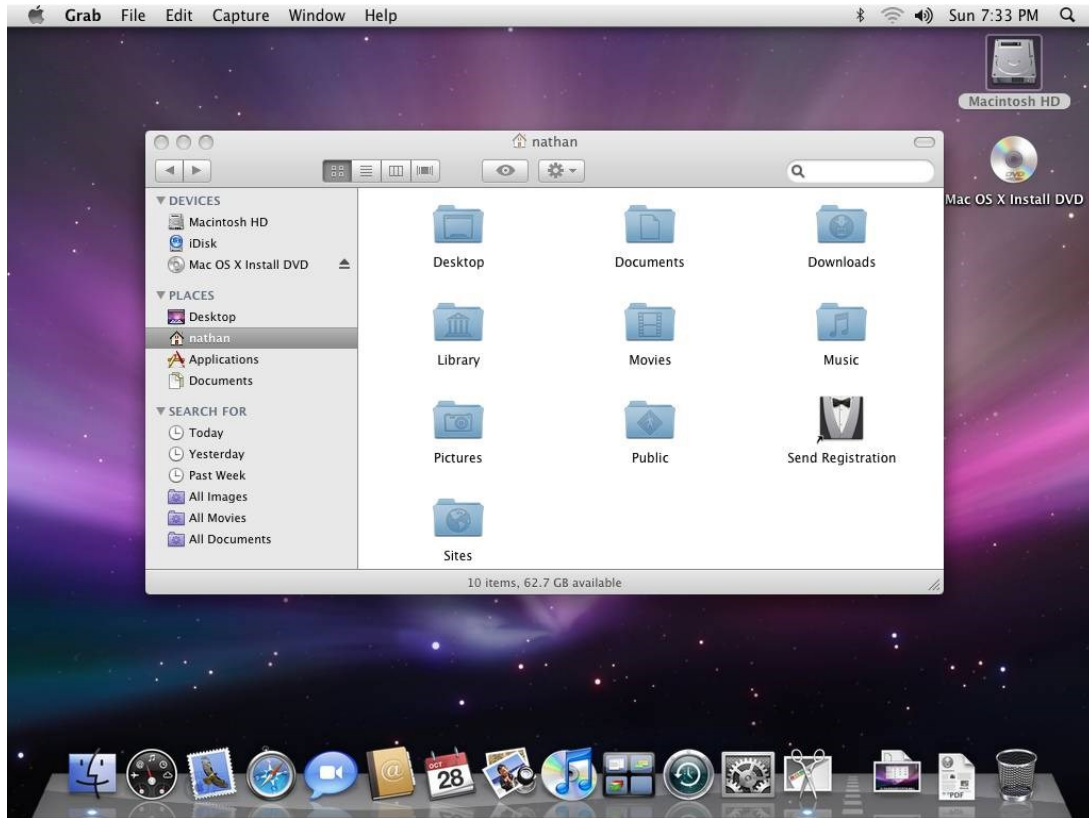 Grab File Edit Capture Window Help Sun 7:33 PM
Macintosh HD
Mac OS X Install DVD
nathan
DEVICES
Macintosh HD
iDisk
Mac OS X Install DVD
PLACES
Desktop
nathan
Applications
Documents
SEARCH FOR
Today
Yesterday
Past Week
All Images
All Movies
All Documents
Desktop Documents Downloads
Library Movies Music
Pictures Public Send Registration
Sites
10 items, 62.7 GB available
OCT
28
PDF
DVD